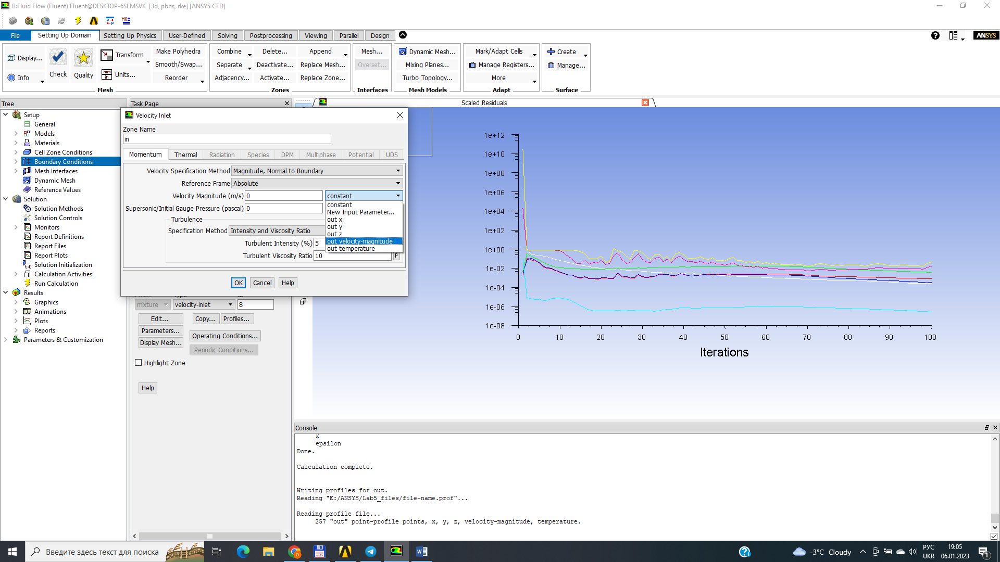 B:Fluid Flow (Fluent) Fluent@DESKTOP-6SLMSVK [3d, pbns, rke] [ANSYS CFD]
File
Setting Up Domain
Setting Up Physics
User-Defined
Solving
Postprocessing
Viewing
Parallel
Design
ANSYS
Display...
Info
Check
Quality
Transform
Units...
Make Polyhedra
Smooth/Swap...
Reorder
Mesh
Combine
Separate
Adjacency...
Delete...
Deactivate...
Activate...
Append
Replace Mesh...
Replace Zone...
Zones
Mesh...
Overset...
Interfaces
Dynamic Mesh...
Mixing Planes...
Turbo Topology...
Mesh Models
Mark/Adapt Cells
Manage Registers...
More
Adapt
Create
Manage...
Surface
Tree
Setup
General
Models
Materials
Cell Zone Conditions
Boundary Conditions
Mesh Interfaces
Dynamic Mesh
Reference Values
Solution
Solution Methods
Solution Controls
Monitors
Report Definitions
Report Files
Report Plots
Solution Initialization
Calculation Activities
Run Calculation
Results
Graphics
Animations
Plots
Reports
Parameters & Customization
Task Page
Velocity Inlet
Zone Name
in
Momentum
Thermal
Radiation
Species
DPM
Multiphase
Potential
UDS
Velocity Specification Method Magnitude, Normal to Boundary
Reference Frame Absolute
Velocity Magnitude (m/s) 0 constant
Supersonic/Initial Gauge Pressure (pascal) 0
constant
New Input Parameter...
out x
out y
out z
out velocity-magnitude
out temperature
Turbulence
Specification Method Intensity and Viscosity Ratio
Turbulent Intensity (%) 5
Turbulent Viscosity Ratio 10 P
OK
Cancel
Help
mixture velocity-inlet 8
Edit...
Copy...
Profiles...
Parameters...
Operating Conditions...
Display Mesh...
Periodic Conditions...
Highlight Zone
Help
Scaled Residuals
1e+12
1e+10
1e+08
1e+06
1e+04
1e+02
1e+00
1e-02
1e-04
1e-06
1e-08
0 10 20 30 40 50 60 70 80 90 100
Iterations
Console
k
epsilon
Done.
Calculation complete.
Writing profiles for out.
Reading "E:/ANSYS/Lab5_files/file-name.prof"...
Reading profile file...
257 "out" point-profile points, x, y, z, velocity-magnitude, temperature.
Введите здесь текст для поиска
-3°C Cloudy
РУС
UKR
19:05
06.01.2023
1